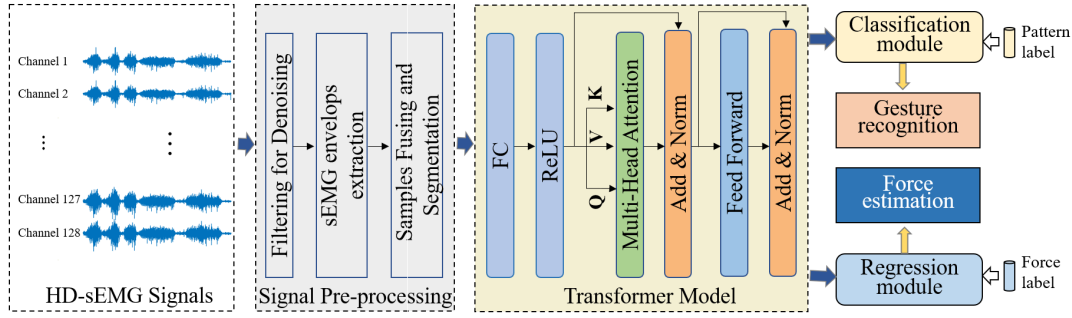 Channel 1
Channel 2
...
...
Channel 127
Channel 128
HD-sEMG Signals
Filtering for Denoising
sEMG envelops
extraction
Samples Fusing and
Segmentation
Signal Pre-processing
FC
ReLU
K
V
Q
Multi-Head Attention
Add & Norm
Feed Forward
Add & Norm
Transformer Model
Classification
module
Pattern
label
Gesture
recognition
Force
estimation
Regression
module
Force
label